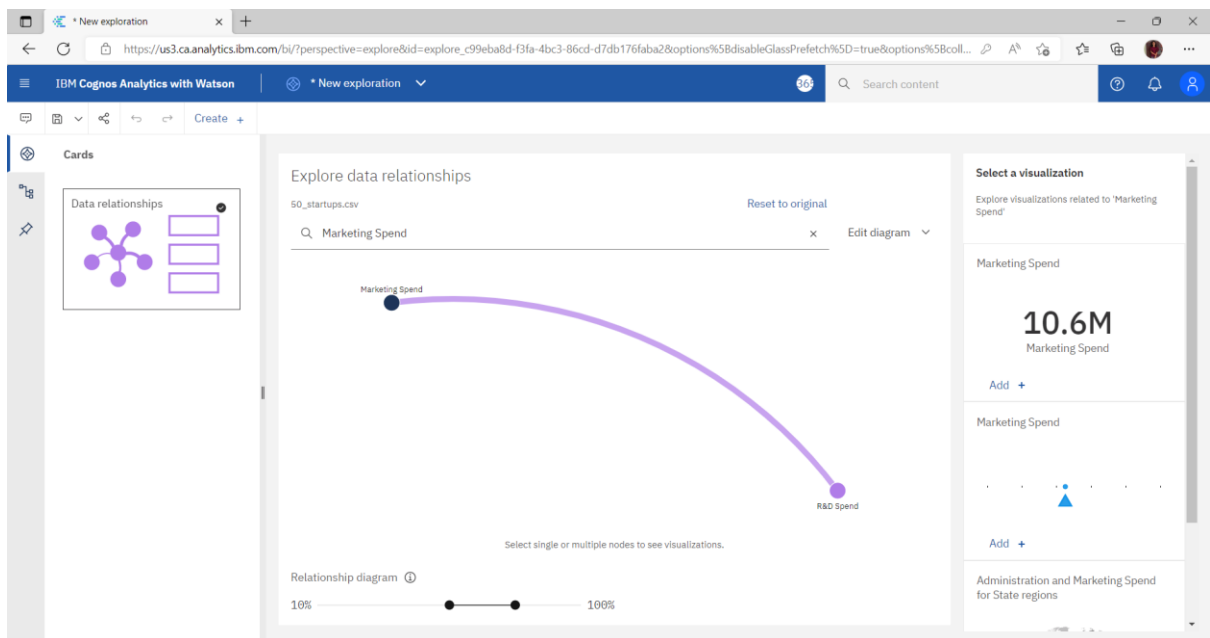 * New exploration
https://us3.ca.analytics.ibm.com/bi/?perspective=explore&id=explore_c99eba8d-f3fa-4bc3-86cd-d7db176faba2&options%5BdisableGlassPrefetch%5D=true&options%5Bcoll...
IBM Cognos Analytics with Watson
* New exploration
Search content
Create +
Cards
Data relationships
Explore data relationships
50_startups.csv
Reset to original
Marketing Spend
Edit diagram
Marketing Spend
R&D Spend
Select single or multiple nodes to see visualizations.
Relationship diagram
10%
100%
Select a visualization
Explore visualizations related to 'Marketing
Spend'
Marketing Spend
10.6M
Marketing Spend
Add +
Marketing Spend
Add +
Administration and Marketing Spend
for State regions